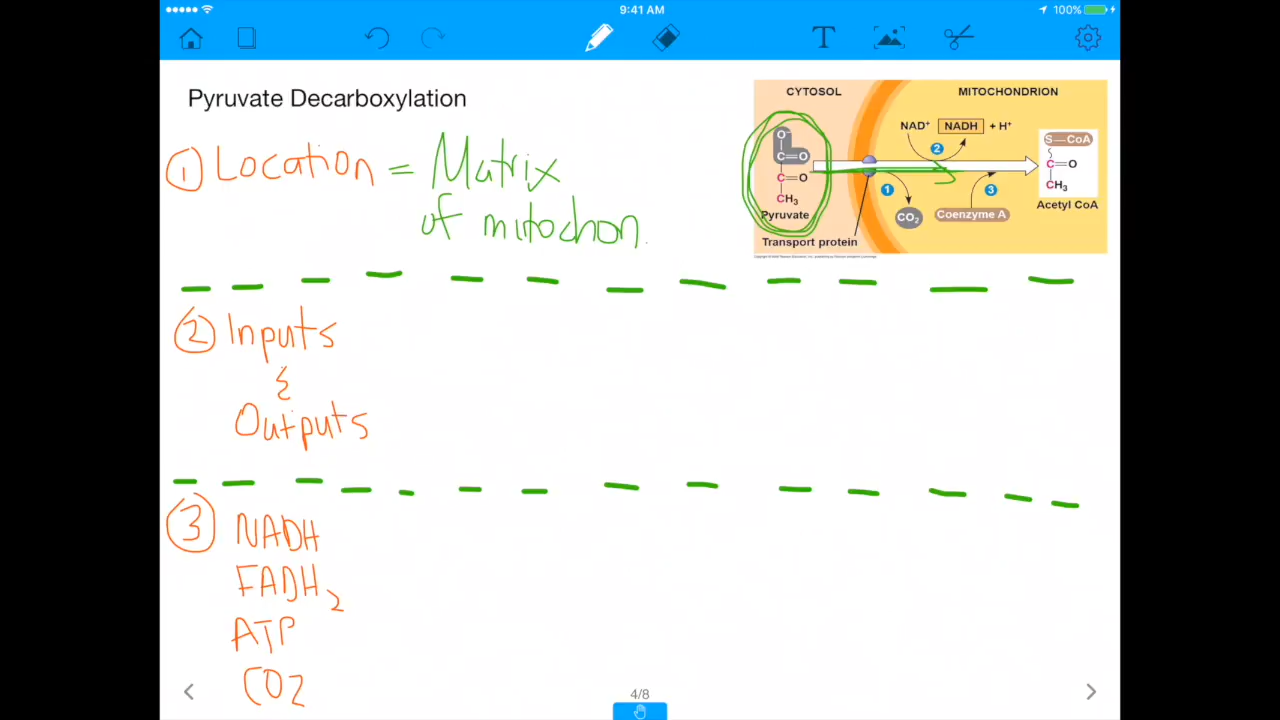 9:41 AM
100%
T
Pyruvate Decarboxylation
① Location = Matrix
of mitochon.
CYTOSOL
MITOCHONDRION
NAD⁺ NADH + H⁺
2
O⁻
C=O
C=O
CH₃
Pyruvate
1
3
CO₂
Coenzyme A
Transport protein
S—CoA
C=O
CH₃
Acetyl CoA
② Inputs
&
Outputs
③ NADH
FADH₂
ATP
CO2
4/8